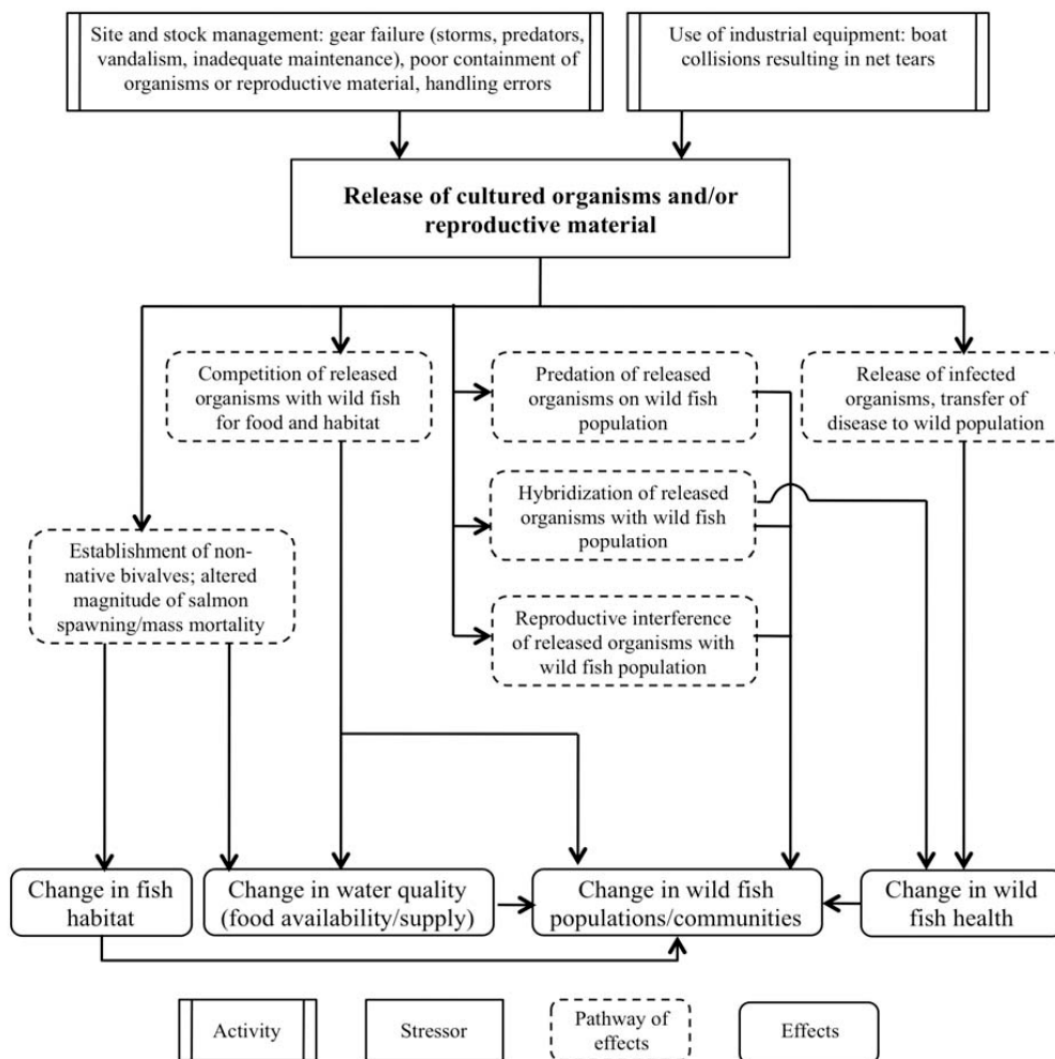 Site and stock management: gear failure (storms, predators,
vandalism, inadequate maintenance), poor containment of
organisms or reproductive material, handling errors
Use of industrial equipment: boat
collisions resulting in net tears
Release of cultured organisms and/or
reproductive material
Competition of released
organisms with wild fish
for food and habitat
Predation of released
organisms on wild fish
population
Release of infected
organisms, transfer of
disease to wild population
Hybridization of released
organisms with wild fish
population
Establishment of non-
native bivalves; altered
magnitude of salmon
spawning/mass mortality
Reproductive interference
of released organisms with
wild fish population
Change in fish
habitat
Change in water quality
(food availability/supply)
Change in wild fish
populations/communities
Change in wild
fish health
Activity
Stressor
Pathway of
effects
Effects